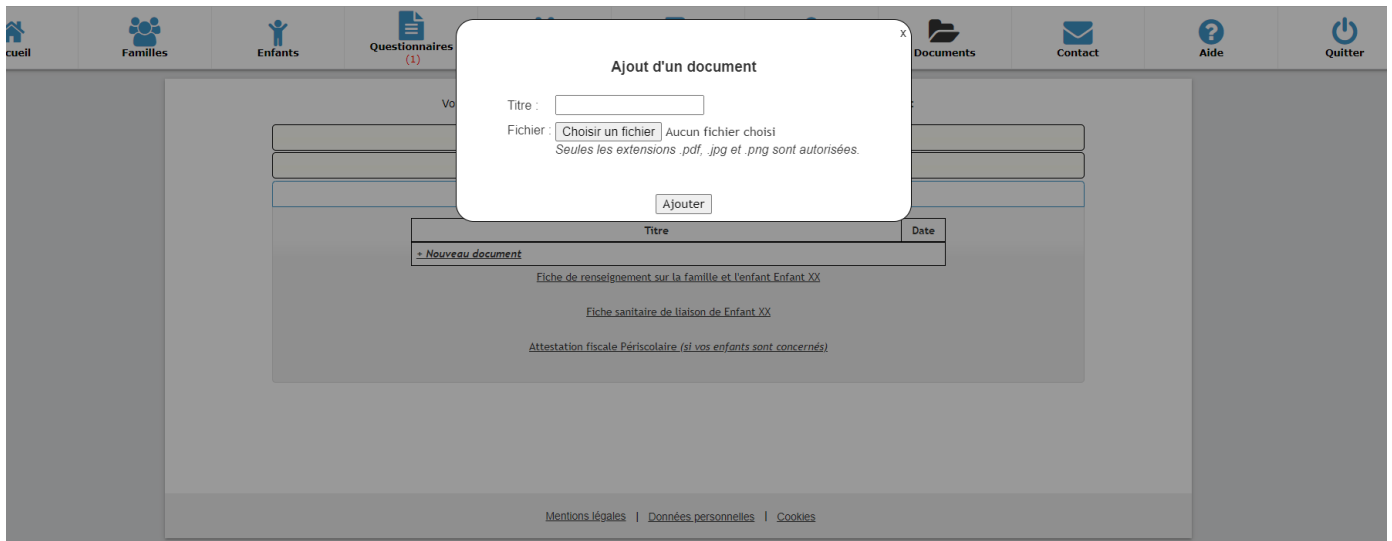 cueil
Familles
Enfants
Questionnaires
(1)
Documents
Contact
Aide
Quitter
x
Ajout d'un document
Vo
Titre :
Fichier : Choisir un fichier Aucun fichier choisi
Seules les extensions .pdf, .jpg et .png sont autorisées.
Ajouter
Titre Date
+ Nouveau document
Fiche de renseignement sur la famille et l'enfant Enfant XX
Fiche sanitaire de liaison de Enfant XX
Attestation fiscale Périscolaire (si vos enfants sont concernés)
Mentions légales | Données personnelles | Cookies